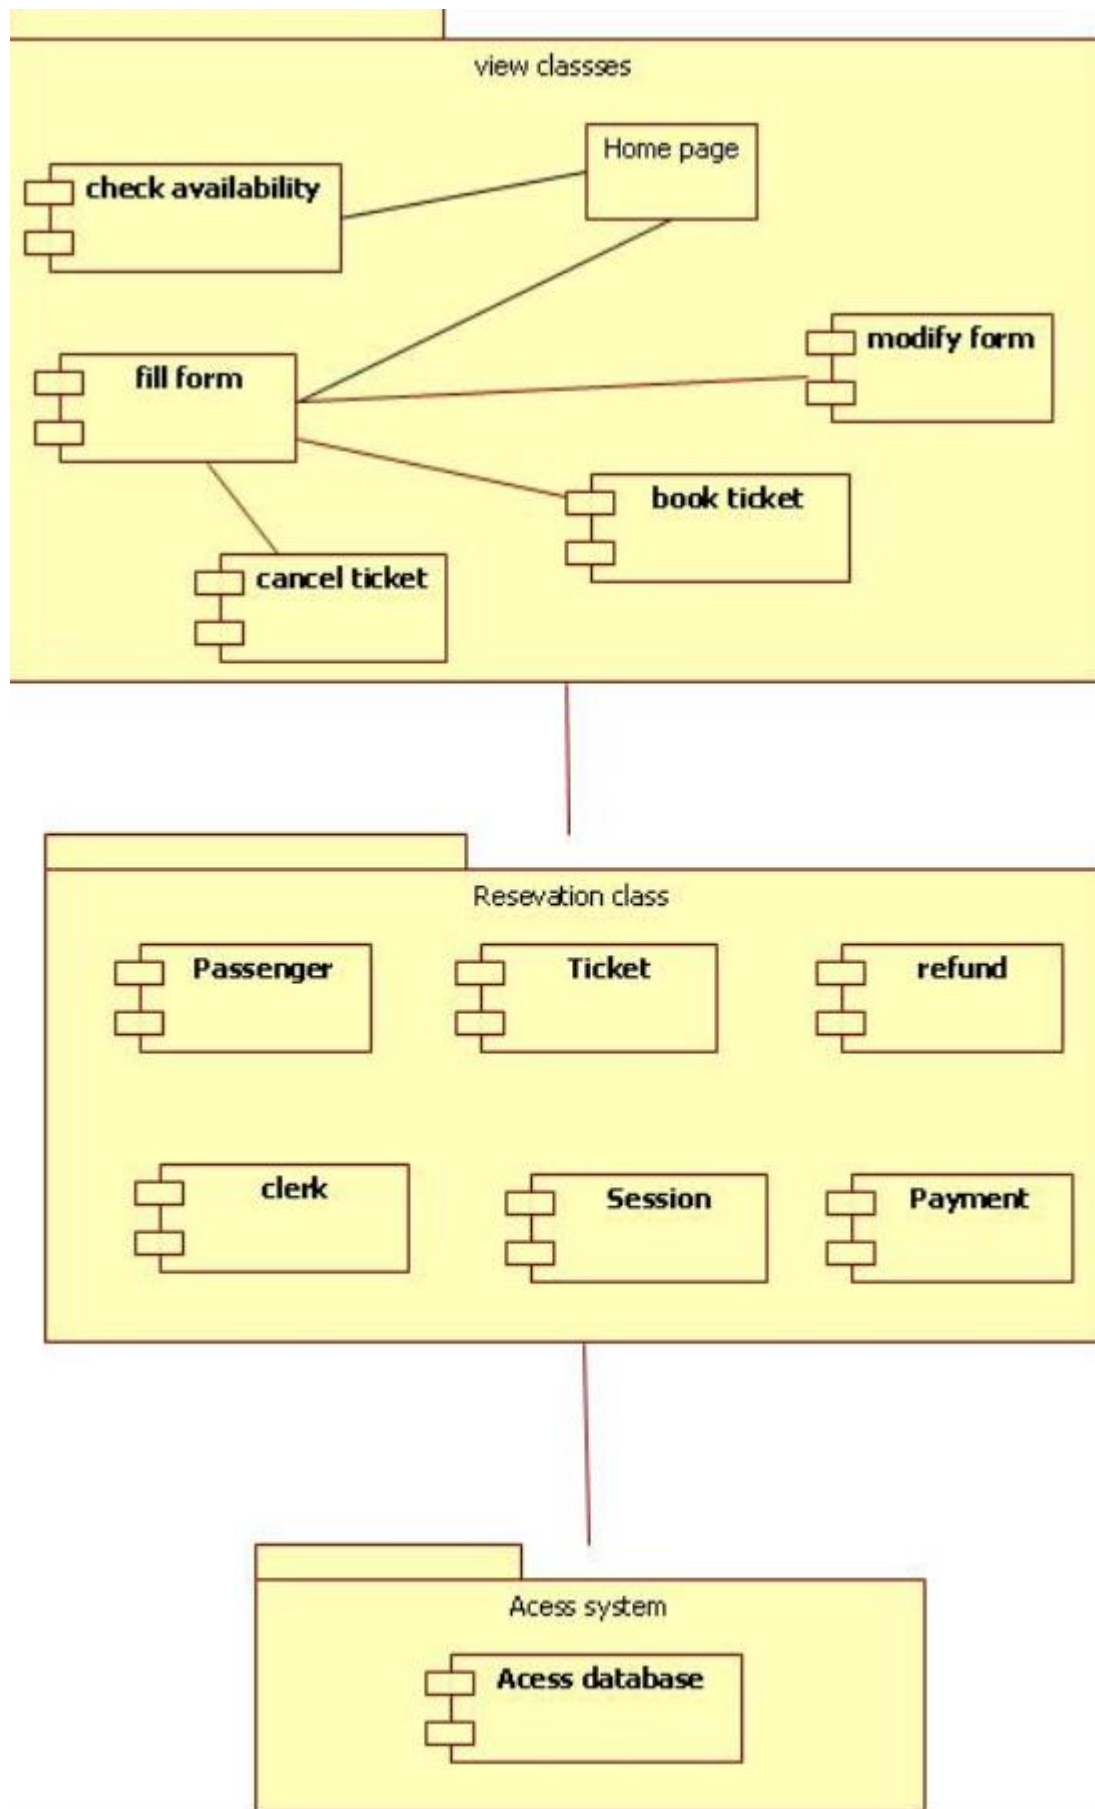 view classses
Home page
check availability
modify form
fill form
book ticket
cancel ticket
Resevation class
Passenger
Ticket
refund
clerk
Session
Payment
Acess system
Acess database